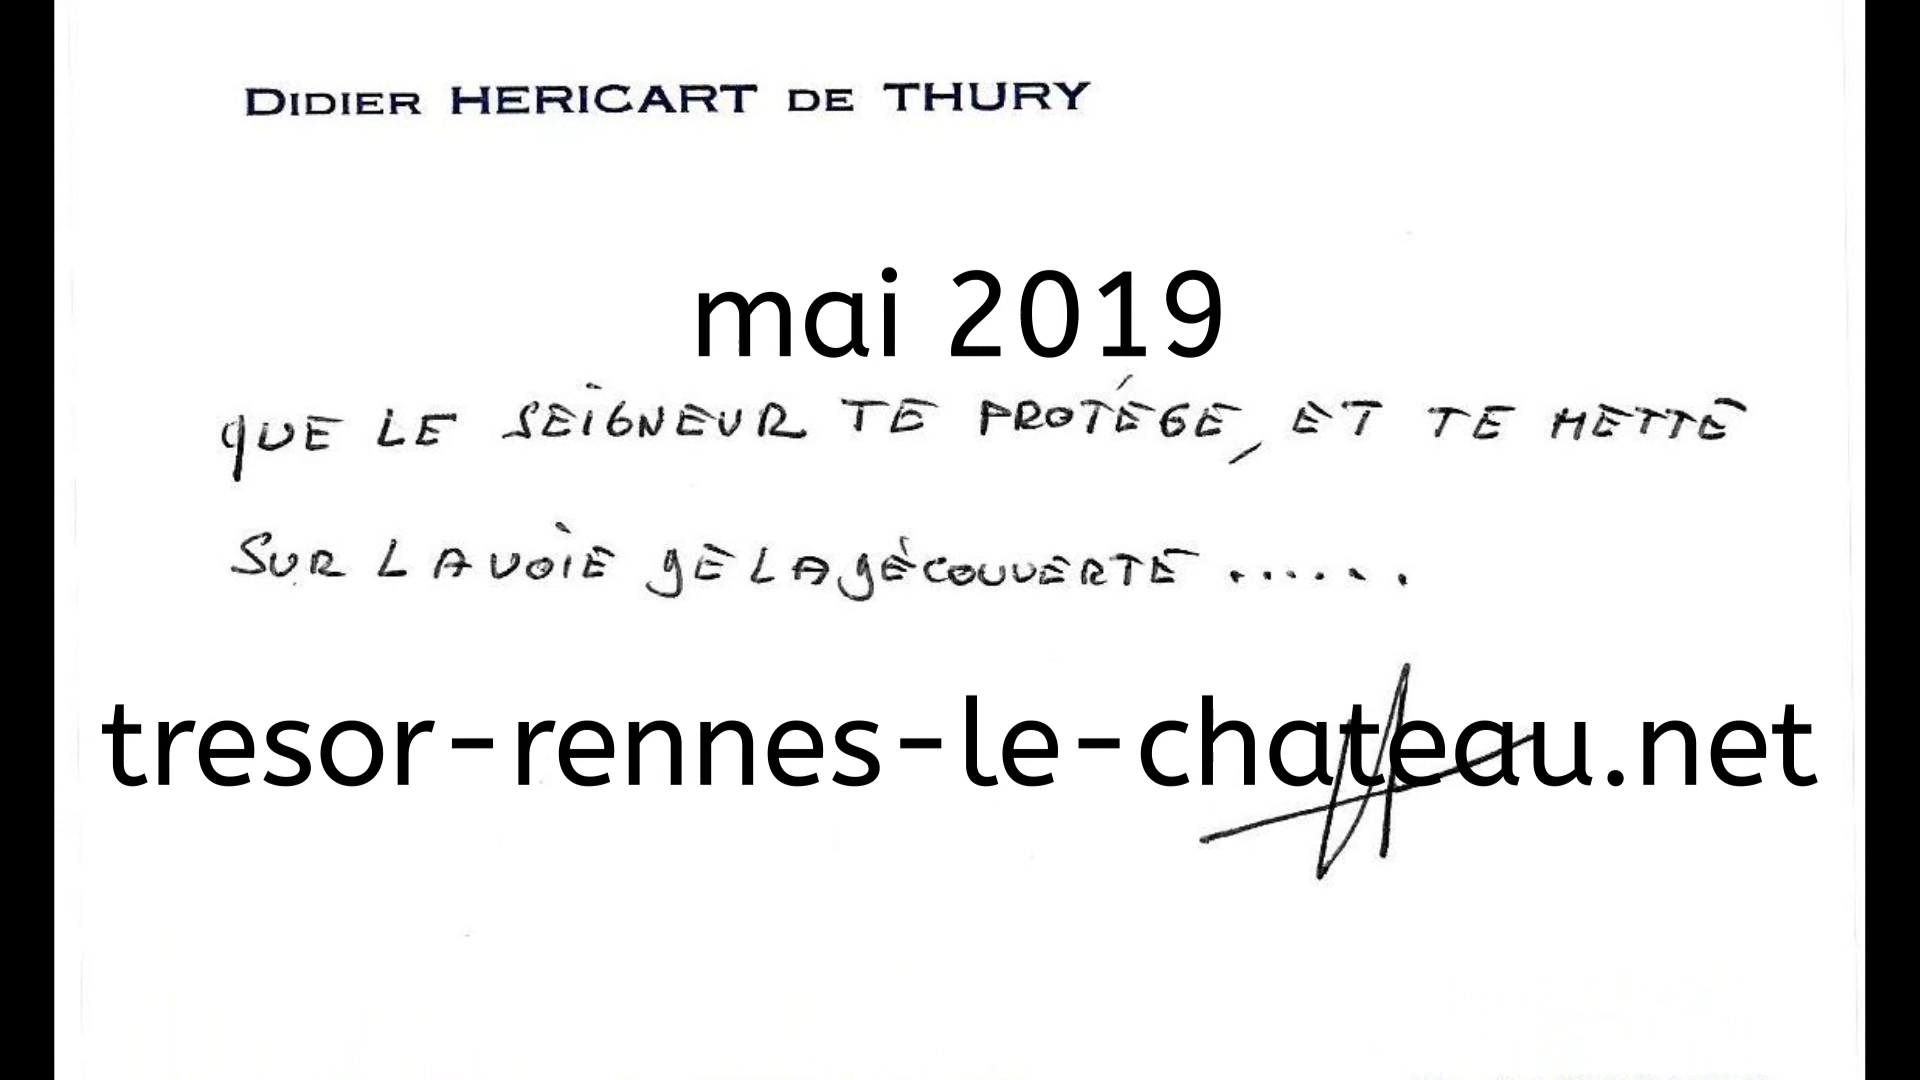 DIDIER HERICART DE THURY
mai 2019
QUE LE SEIGNEUR TE PROTÉGE, ET TE METTE
SUR LA VOIE DE LA DÉCOUVERTE ......
tresor-rennes-le-chateau.net